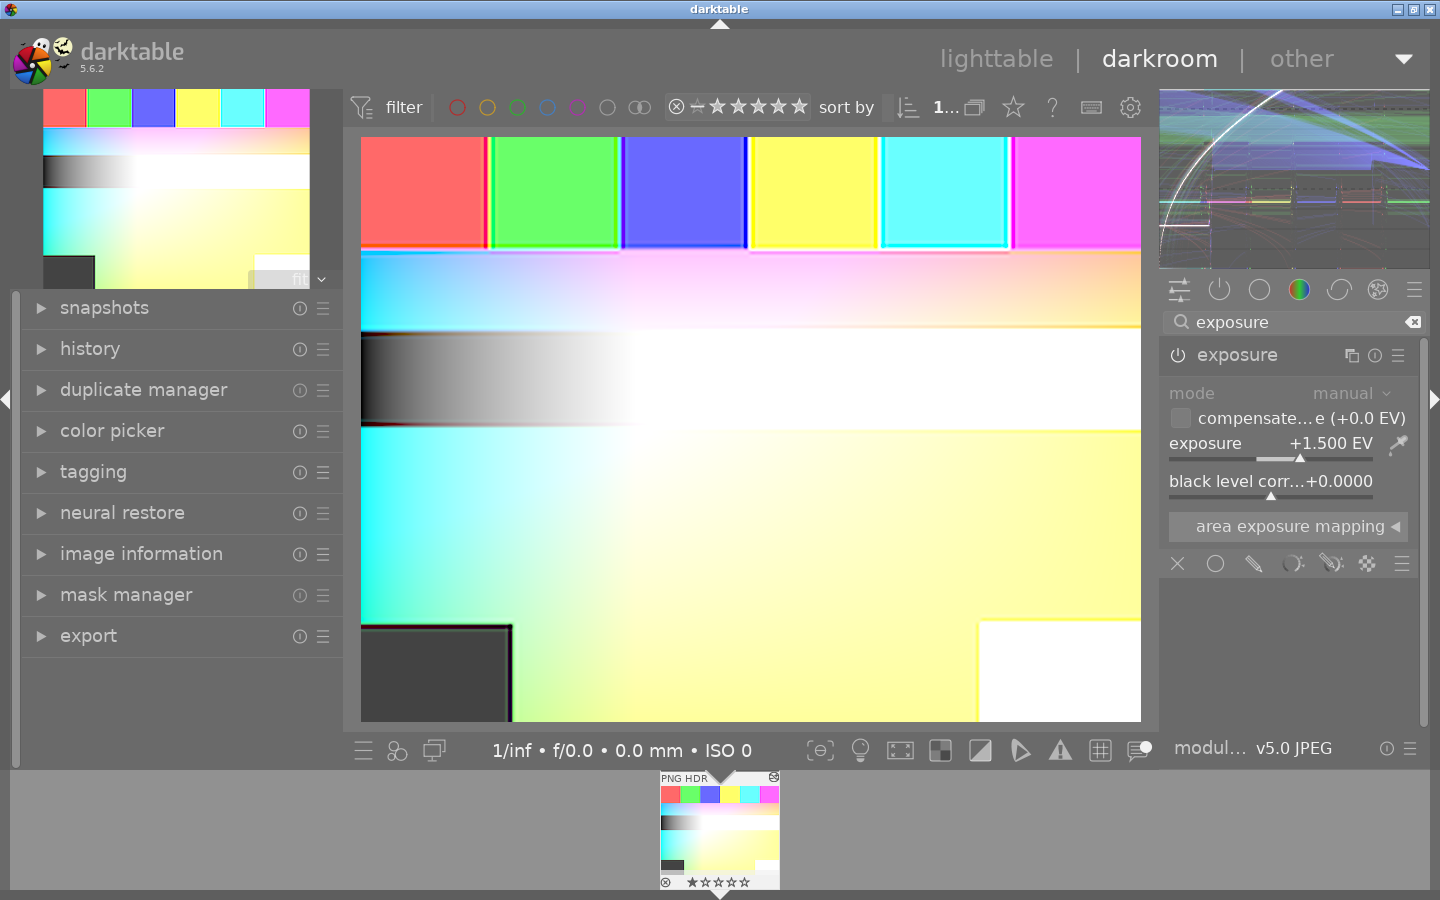 darktable
darktable
5.6.2
lighttable | darkroom | other
filter
sort by
1...
fit
snapshots
history
duplicate manager
color picker
tagging
neural restore
image information
mask manager
export
exposure
exposure
mode manual
compensate...e (+0.0 EV)
exposure +1.500 EV
black level corr...+0.0000
area exposure mapping
1/inf • f/0.0 • 0.0 mm • ISO 0
modul... v5.0 JPEG
PNG HDR